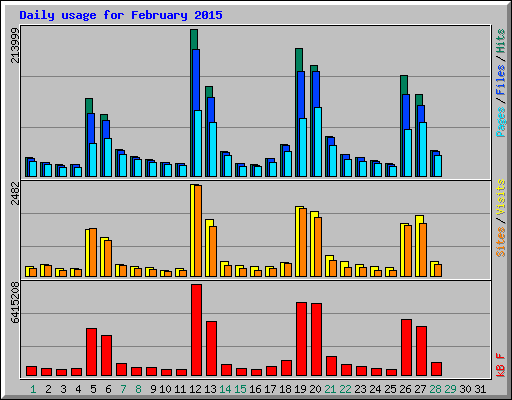 Daily usage for February 2015
213999
2482
6415208
Pages / Files / Hits
Sites / Visits
kB F
1 2 3 4 5 6 7 8 9 10 11 12 13 14 15 16 17 18 19 20 21 22 23 24 25 26 27 28 29 30 31